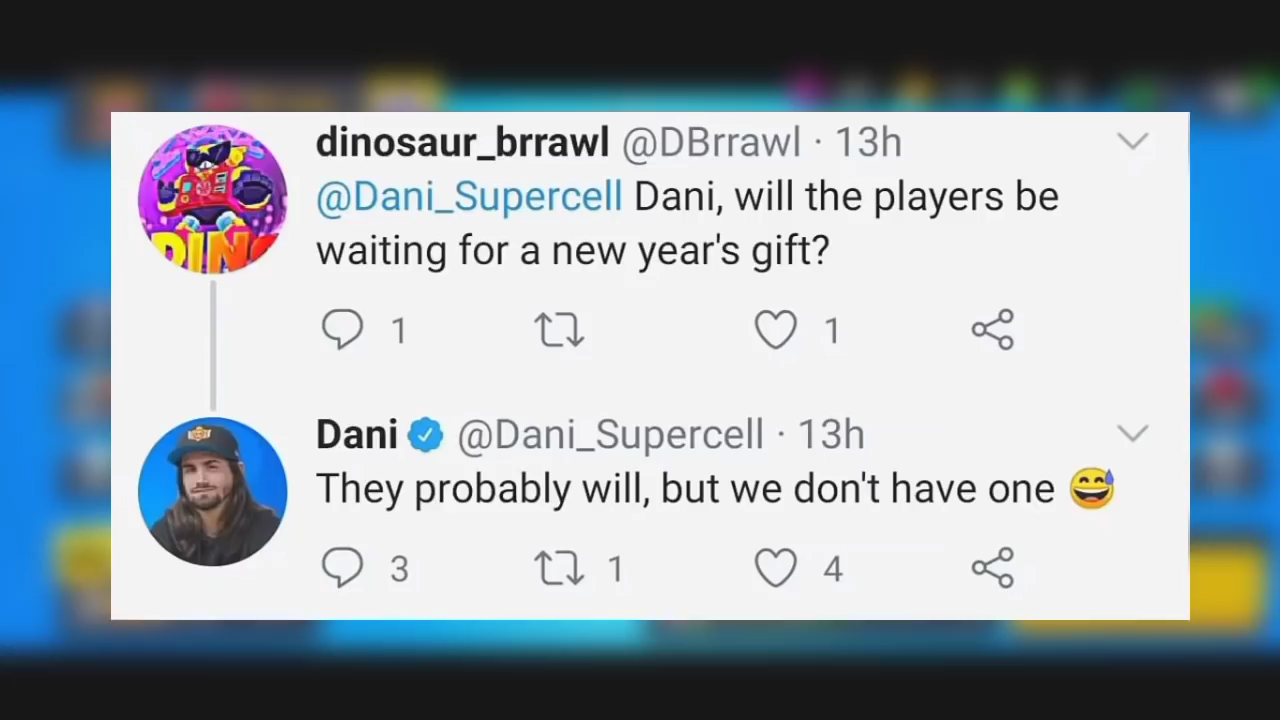 dinosaur_brrawl @DBrrawl · 13h
@Dani_Supercell Dani, will the players be
waiting for a new year's gift?
1 1
DINO
Dani @Dani_Supercell · 13h
They probably will, but we don't have one 😅
3 1 4